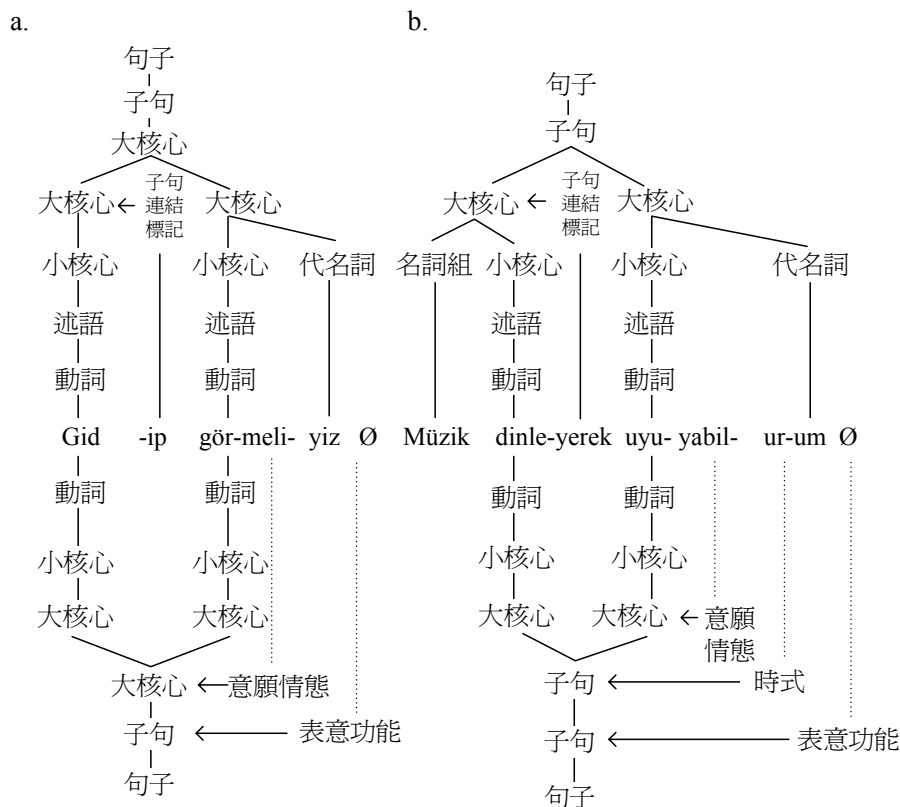 a.
b.
句子
句子
子句
子句
大核心
大核心 ← 子句連結標記 大核心
大核心 ← 子句連結標記 大核心
小核心 小核心 代名詞
名詞組 小核心 小核心 代名詞
述語 述語
述語 述語
動詞 動詞
動詞 動詞
Gid -ip gör-meli- yiz Ø
Müzik dinle-yerek uyu- yabil- ur-um Ø
動詞 動詞
動詞 動詞
小核心 小核心
小核心 小核心
大核心 大核心
大核心 大核心 ← 意願情態
大核心 ← 意願情態
子句 ← 時式
子句 ← 表意功能
子句 ← 表意功能
句子
句子